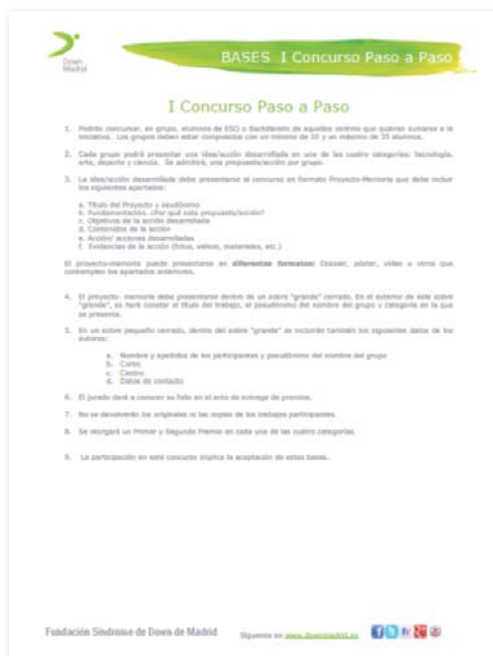 Down
Madrid
BASES I Concurso Paso a Paso
I Concurso Paso a Paso
1. Podrán concursar, en grupo, alumnos de ESO o Bachillerato de aquellos centros que quieran sumarse a la
iniciativa. Los grupos deben estar compuestos con un mínimo de 10 y un máximo de 35 alumnos.
2. Cada grupo podrá presentar una idea/acción desarrollada en una de las cuatro categorías: tecnología,
arte, deporte y ciencia. Se admitirá, una propuesta/acción por grupo.
3. La idea/acción desarrollada debe presentarse al concurso en formato Proyecto-Memoria que debe incluir
los siguientes apartados:
a. Título del Proyecto y seudónimo
b. Fundamentación. ¿Por qué esta propuesta/acción?
c. Objetivos de la acción desarrollada
d. Contenidos de la acción
e. Acción/ acciones desarrolladas
f. Evidencias de la acción (fotos, videos, materiales, etc.)
El proyecto-memoria puede presentarse en diferentes formatos: Dossier, póster, video u otros que
contemplen los apartados anteriores.
4. El proyecto- memoria debe presentarse dentro de un sobre "grande" cerrado. En el exterior de este sobre
"grande", se hará constar el título del trabajo, el pseudónimo del nombre del grupo y categoría en la que
se presenta.
5. En un sobre pequeño cerrado, dentro del sobre "grande" se incluirán también los siguientes datos de los
autores:
a. Nombre y apellidos de los participantes y pseudónimo del nombre del grupo
b. Curso
c. Centro
d. Datos de contacto
6. El jurado dará a conocer su fallo en el acto de entrega de premios.
7. No se devolverán los originales ni las copias de los trabajos participantes.
8. Se otorgará un Primer y Segundo Premio en cada una de las cuatro categorías.
9. La participación en este concurso implica la aceptación de estas bases.
Fundación Síndrome de Down de Madrid Síguenos en www.downmadrid.es